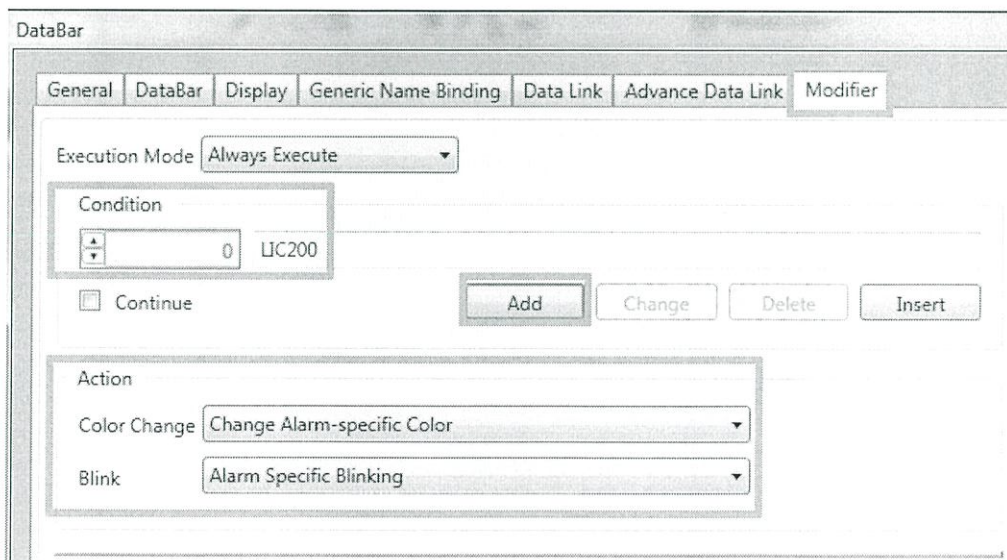 DataBar
General DataBar Display Generic Name Binding Data Link Advance Data Link Modifier
Execution Mode Always Execute
Condition
0 LIC200
Continue Add Change Delete Insert
Action
Color Change Change Alarm-specific Color
Blink Alarm Specific Blinking